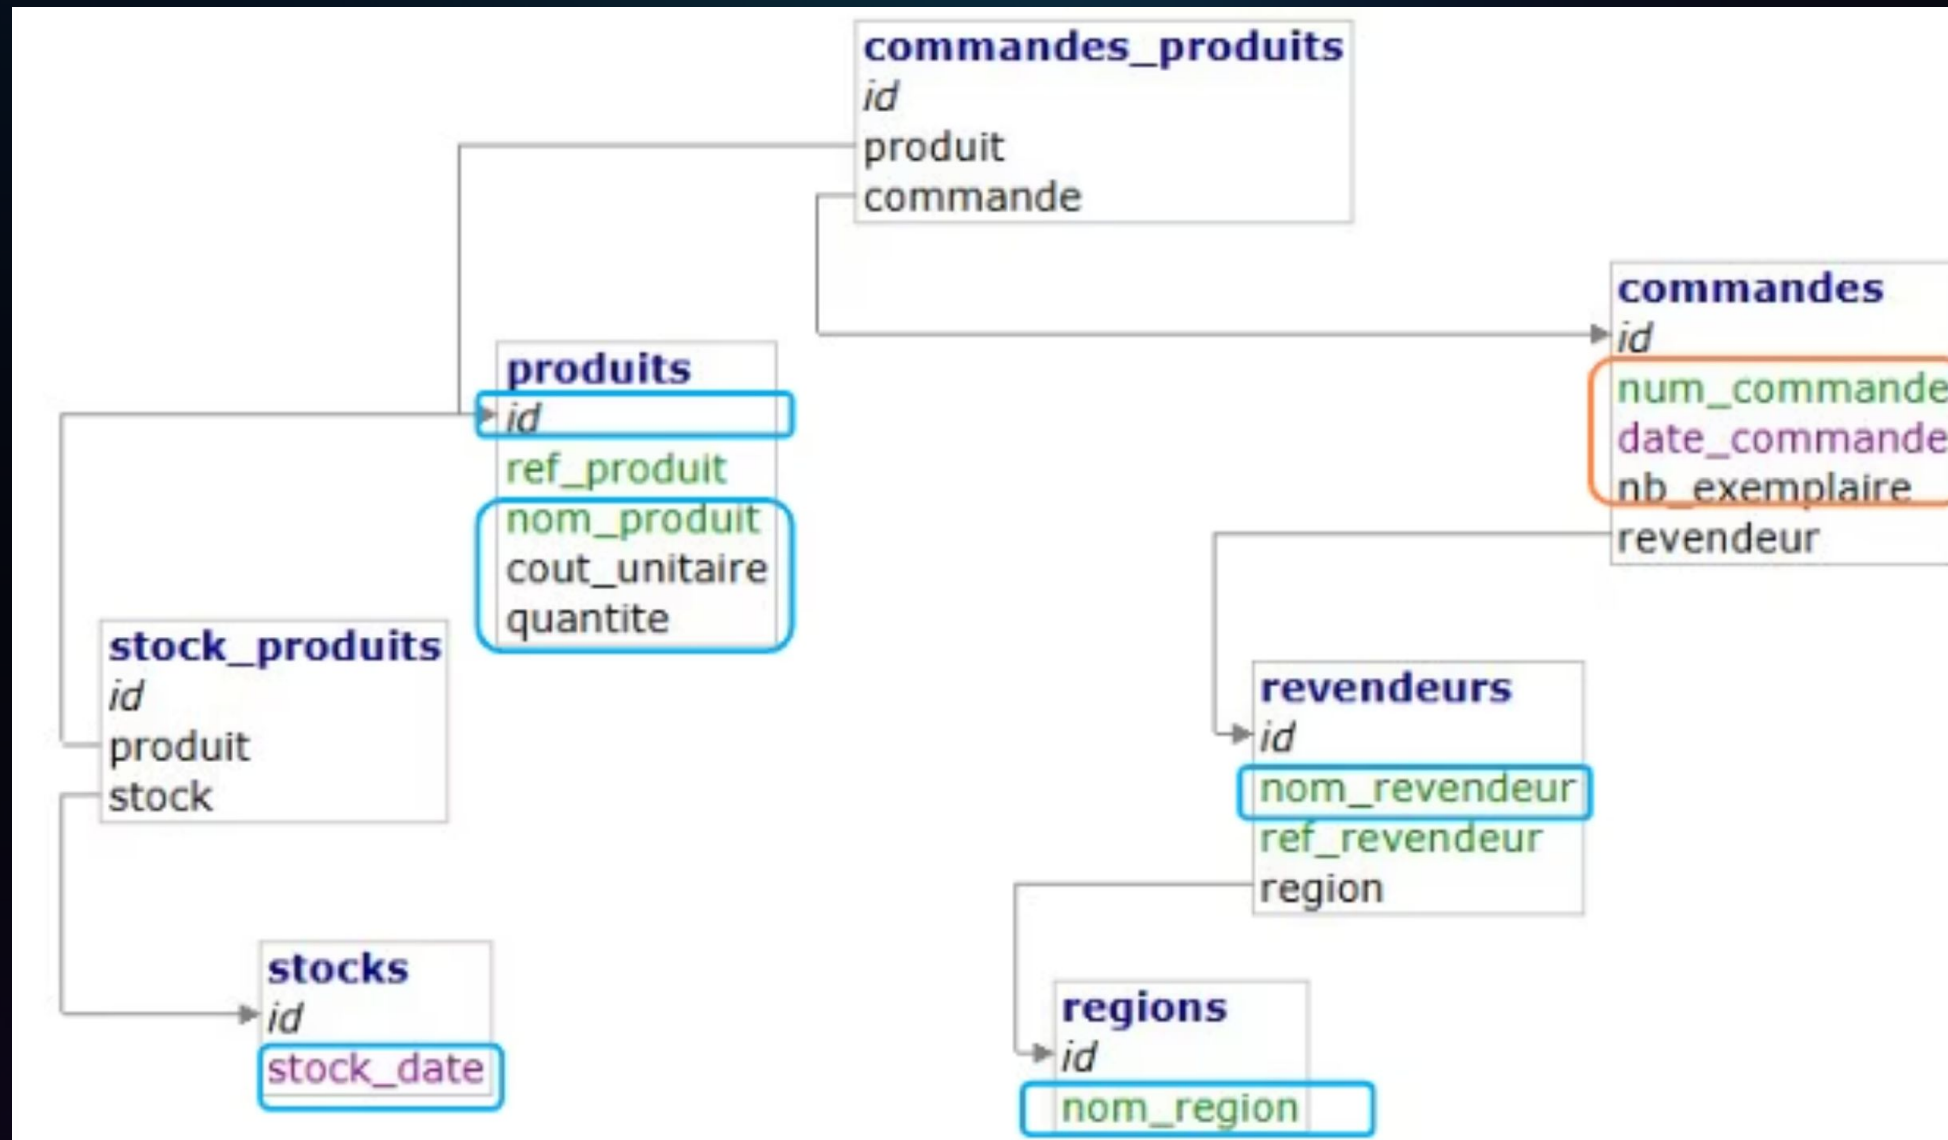 commandes_produits
id
produit
commande
commandes
id
num_commande
date_commande
nb_exemplaire
revendeur
produits
id
ref_produit
nom_produit
cout_unitaire
quantite
stock_produits
id
produit
stock
revendeurs
id
nom_revendeur
ref_revendeur
region
stocks
id
stock_date
regions
id
nom_region